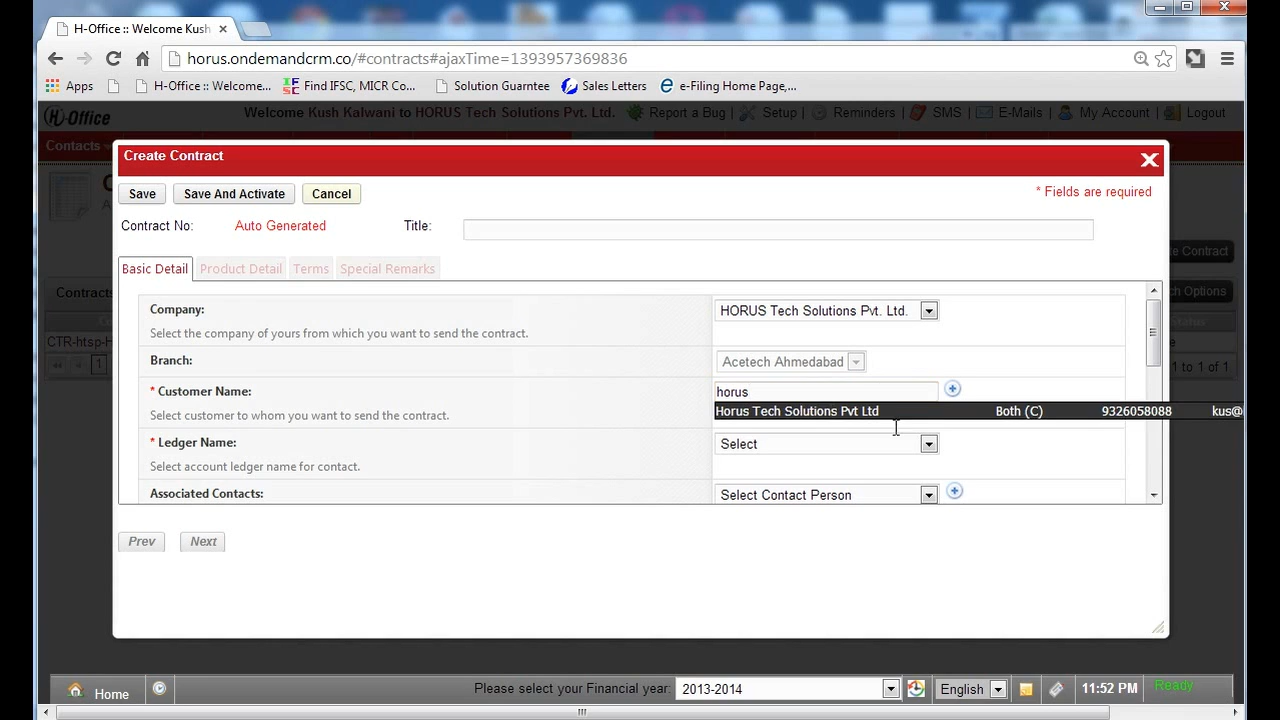 H-Office :: Welcome Kush
horus.ondemandcrm.co/#contracts#ajaxTime=1393957369836
Apps H-Office :: Welcome... Find IFSC, MICR Co... Solution Guarntee Sales Letters e-Filing Home Page,...
H-Office Welcome Kush Kalwani to HORUS Tech Solutions Pvt. Ltd. Report a Bug Setup Reminders SMS E-Mails My Account Logout
Contacts
Create Contract X
Save Save And Activate Cancel * Fields are required
Contract No: Auto Generated Title:
e Contract
Basic Detail Product Detail Terms Special Remarks
Contracts ch Options
Company: HORUS Tech Solutions Pvt. Ltd.
Status
Select the company of yours from which you want to send the contract.
CTR-htsp-H
Branch: Acetech Ahmedabad
1 1 to 1 of 1
* Customer Name: horus
Select customer to whom you want to send the contract. Horus Tech Solutions Pvt Ltd Both (C) 9326058088 kus@
* Ledger Name: Select
Select account ledger name for contact.
Associated Contacts: Select Contact Person
Prev Next
Home Please select your Financial year: 2013-2014 English 11:52 PM Ready